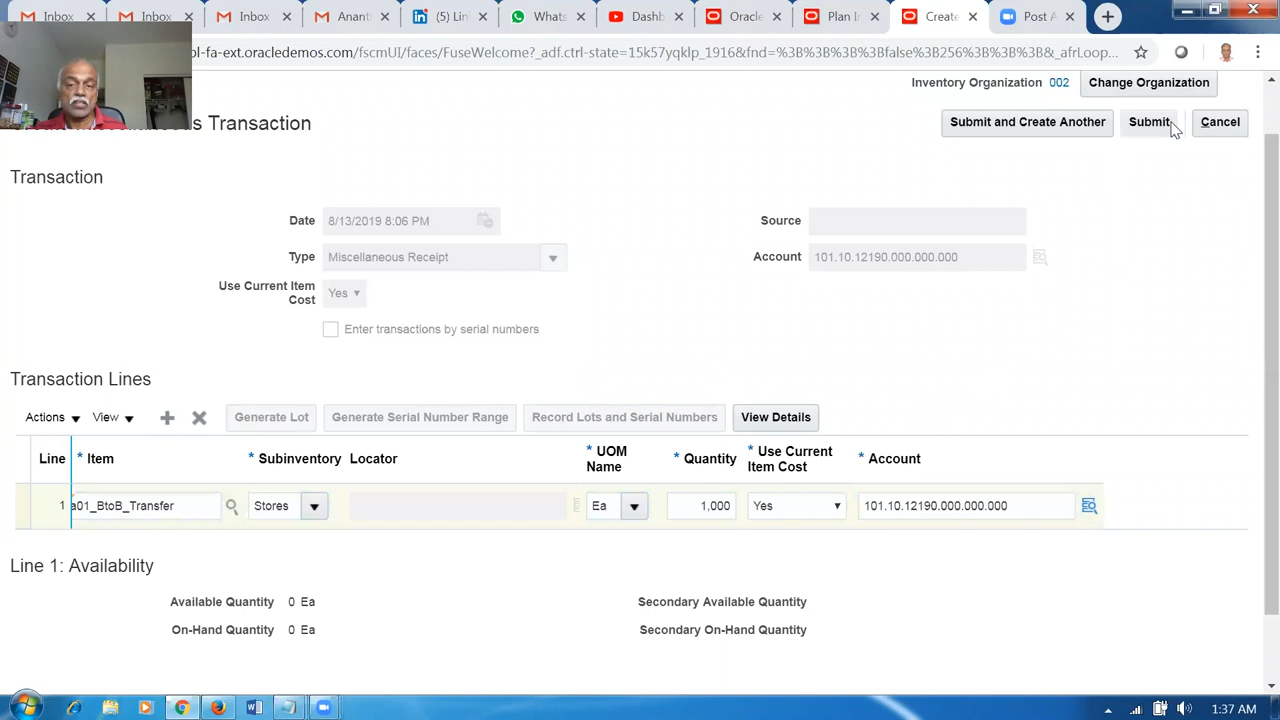 Inbox
Inbox
Inbox
Ananth
(5) Lin
What
Dash
Oracl
Plan In
Create
Post A
ol-fa-ext.oracledemos.com/fscmUI/faces/FuseWelcome?_adf.ctrl-state=15k57yqklp_1916&fnd=%3B%3B%3B%3Bfalse%3B256%3B%3B%3B&_afrLoop...
Inventory Organization 002 Change Organization
s Transaction
Submit and Create Another Submit Cancel
Transaction
Date 8/13/2019 8:06 PM
Source
Type Miscellaneous Receipt
Account 101.10.12190.000.000.000
Use Current Item
Cost
Yes
Enter transactions by serial numbers
Transaction Lines
Actions View Generate Lot Generate Serial Number Range Record Lots and Serial Numbers View Details
Line * Item * Subinventory Locator * UOM
Name * Quantity * Use Current
Item Cost * Account
1 a01_BtoB_Transfer Stores Ea 1,000 Yes 101.10.12190.000.000.000
Line 1: Availability
Available Quantity 0 Ea
Secondary Available Quantity
On-Hand Quantity 0 Ea
Secondary On-Hand Quantity
1:37 AM